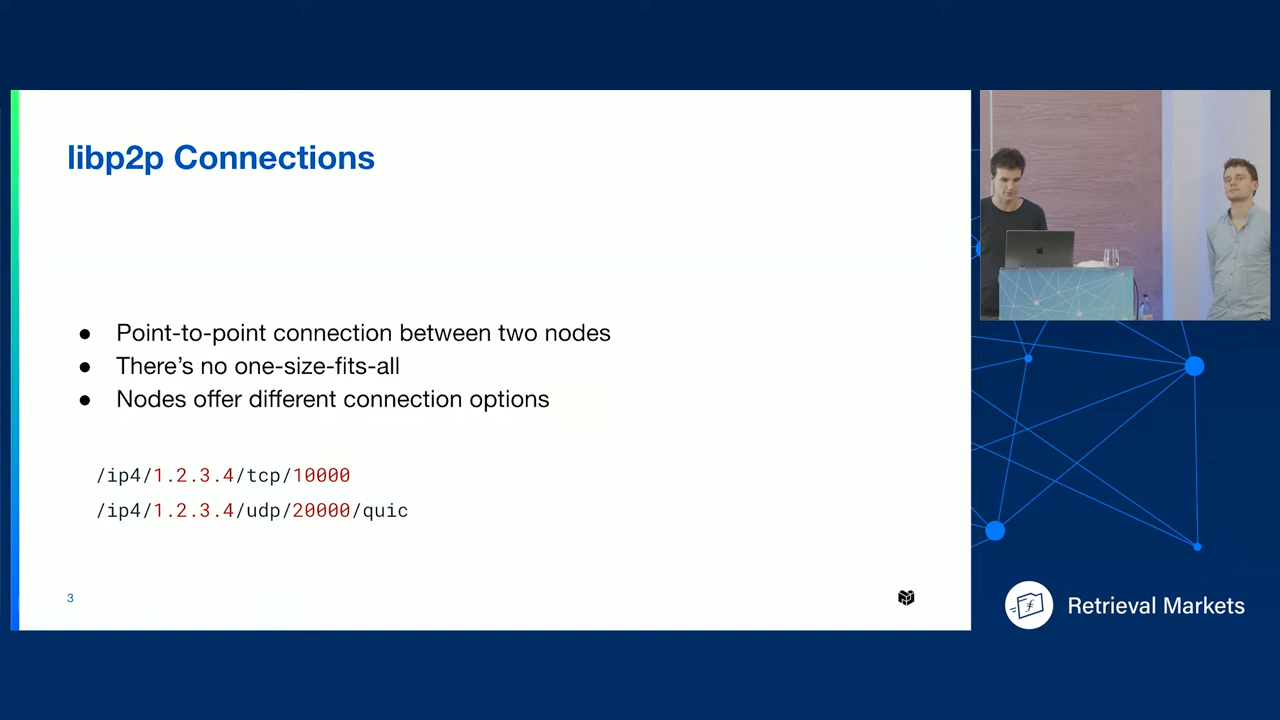 libp2p Connections
● Point-to-point connection between two nodes
● There's no one-size-fits-all
● Nodes offer different connection options
/ip4/1.2.3.4/tcp/10000
/ip4/1.2.3.4/udp/20000/quic
3
Retrieval Markets